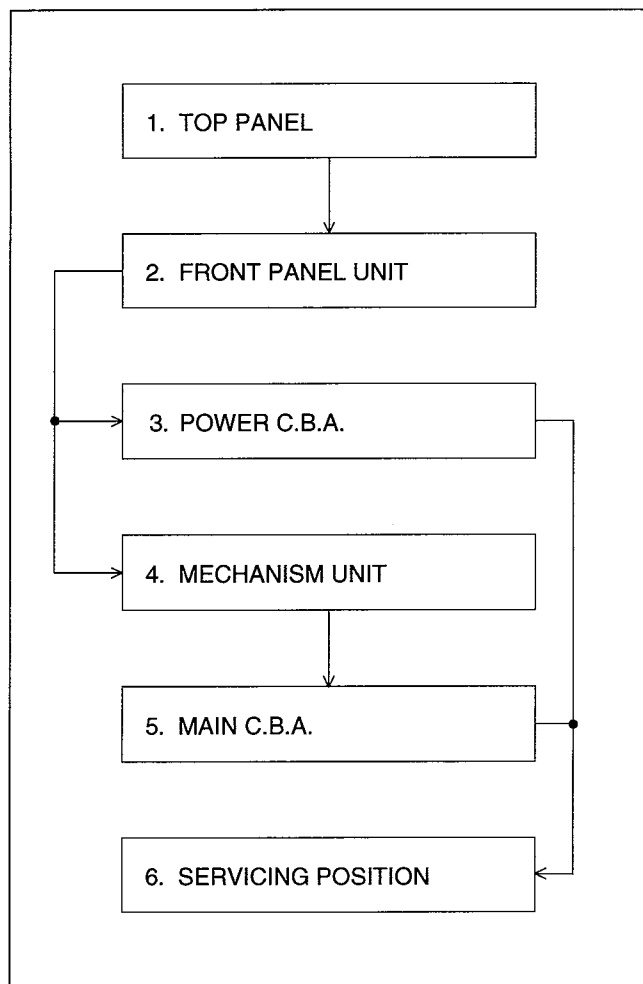 1. TOP PANEL
2. FRONT PANEL UNIT
3. POWER C.B.A.
4. MECHANISM UNIT
5. MAIN C.B.A.
6. SERVICING POSITION